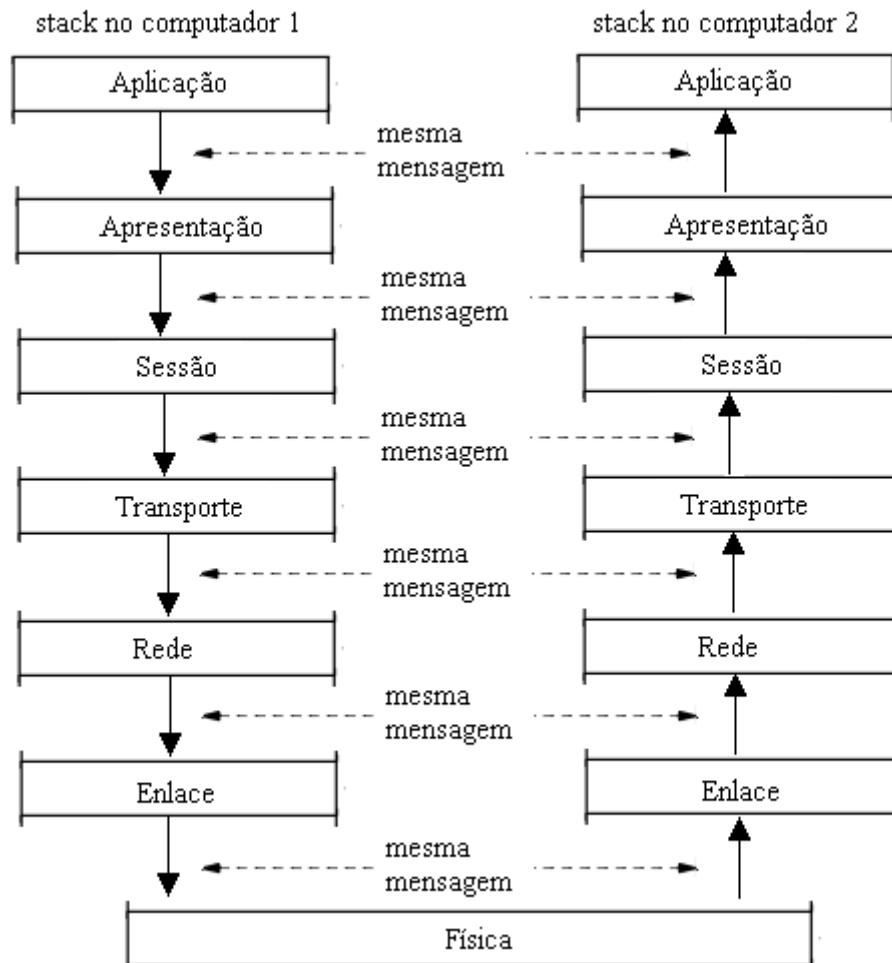 stack no computador 1
stack no computador 2
Aplicação
Aplicação
mesma
mensagem
Apresentação
Apresentação
mesma
mensagem
Sessão
Sessão
mesma
mensagem
Transporte
Transporte
mesma
mensagem
Rede
Rede
mesma
mensagem
Enlace
Enlace
mesma
mensagem
Física